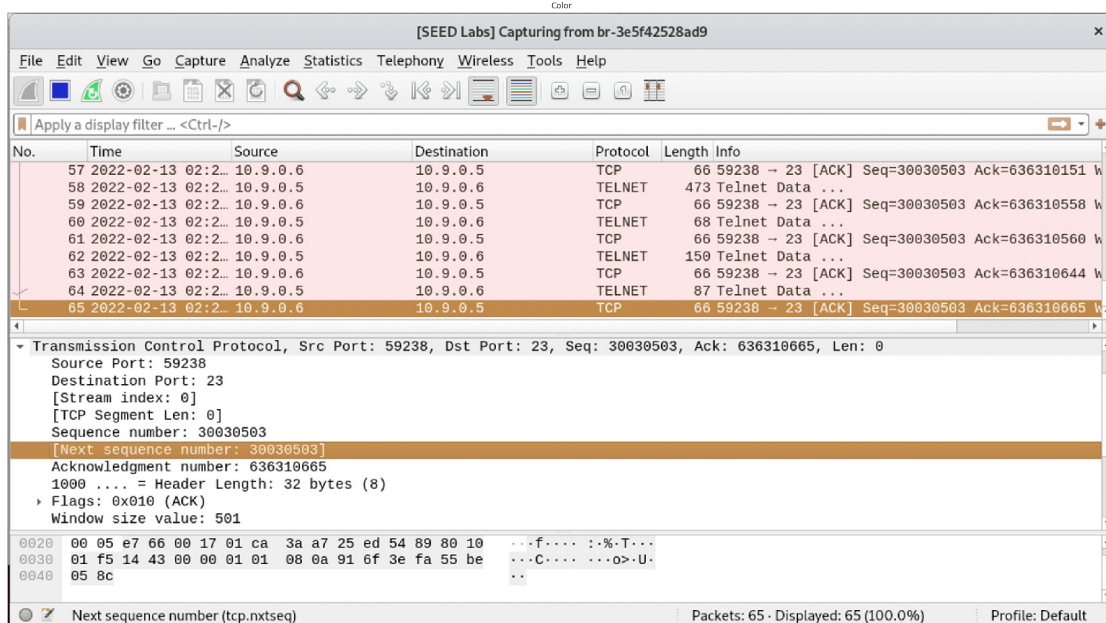 Color
[SEED Labs] Capturing from br-3e5f42528ad9
File Edit View Go Capture Analyze Statistics Telephony Wireless Tools Help
Apply a display filter ... <Ctrl-/>
No. Time Source Destination Protocol Length Info
57 2022-02-13 02:2… 10.9.0.6 10.9.0.5 TCP 66 59238 → 23 [ACK] Seq=30030503 Ack=636310151 W
58 2022-02-13 02:2… 10.9.0.5 10.9.0.6 TELNET 473 Telnet Data ...
59 2022-02-13 02:2… 10.9.0.6 10.9.0.5 TCP 66 59238 → 23 [ACK] Seq=30030503 Ack=636310558 W
60 2022-02-13 02:2… 10.9.0.5 10.9.0.6 TELNET 68 Telnet Data ...
61 2022-02-13 02:2… 10.9.0.6 10.9.0.5 TCP 66 59238 → 23 [ACK] Seq=30030503 Ack=636310560 W
62 2022-02-13 02:2… 10.9.0.5 10.9.0.6 TELNET 150 Telnet Data ...
63 2022-02-13 02:2… 10.9.0.6 10.9.0.5 TCP 66 59238 → 23 [ACK] Seq=30030503 Ack=636310644 W
64 2022-02-13 02:2… 10.9.0.5 10.9.0.6 TELNET 87 Telnet Data ...
65 2022-02-13 02:2… 10.9.0.6 10.9.0.5 TCP 66 59238 → 23 [ACK] Seq=30030503 Ack=636310665 W
Transmission Control Protocol, Src Port: 59238, Dst Port: 23, Seq: 30030503, Ack: 636310665, Len: 0
Source Port: 59238
Destination Port: 23
[Stream index: 0]
[TCP Segment Len: 0]
Sequence number: 30030503
[Next sequence number: 30030503]
Acknowledgment number: 636310665
1000 .... = Header Length: 32 bytes (8)
Flags: 0x010 (ACK)
Window size value: 501
0020 00 05 e7 66 00 17 01 ca 3a a7 25 ed 54 89 80 10 ···f···· :·%·T···
0030 01 f5 14 43 00 00 01 01 08 0a 91 6f 3e fa 55 be ···C···· ···o>·U·
0040 05 8c ··
Next sequence number (tcp.nxtseq) Packets: 65 · Displayed: 65 (100.0%) Profile: Default